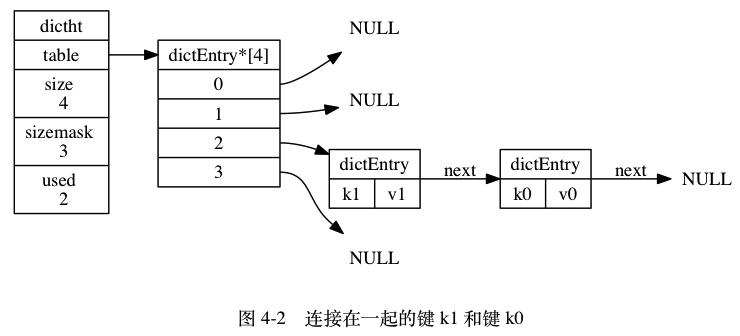 dictht
table
size
4
sizemask
3
used
2
dictEntry*[4]
0
1
2
3
NULL
NULL
dictEntry
k1 v1
next
dictEntry
k0 v0
next
NULL
NULL
图 4-2 连接在一起的键 k1 和键 k0